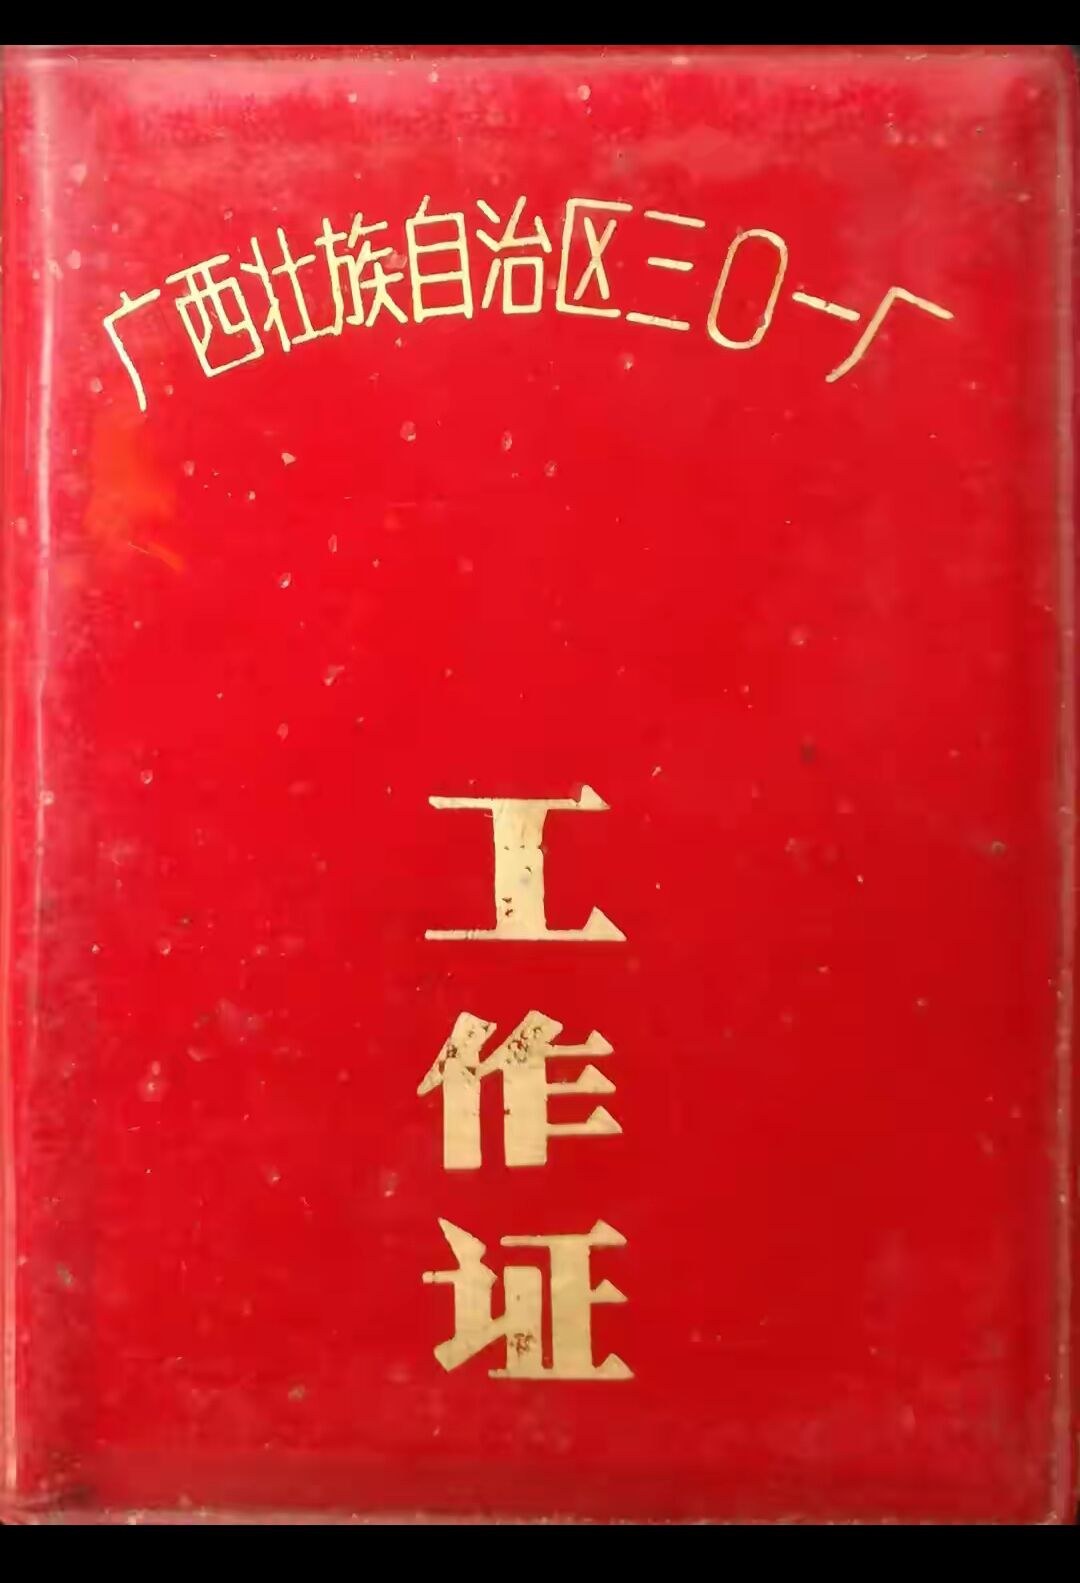 广西壮族自治区三〇一厂
工
作
证